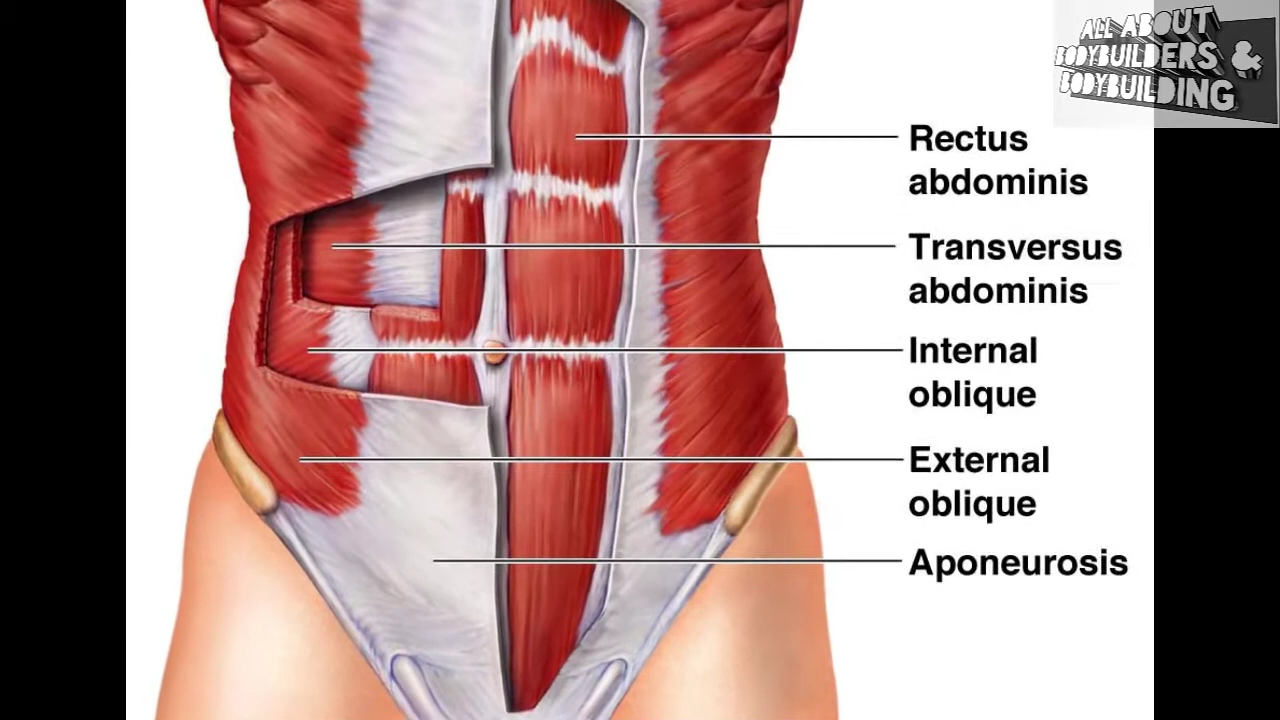 ALL ABOUT
BODYBUILDERS &
BODYBUILDING
Rectus
abdominis
Transversus
abdominis
Internal
oblique
External
oblique
Aponeurosis